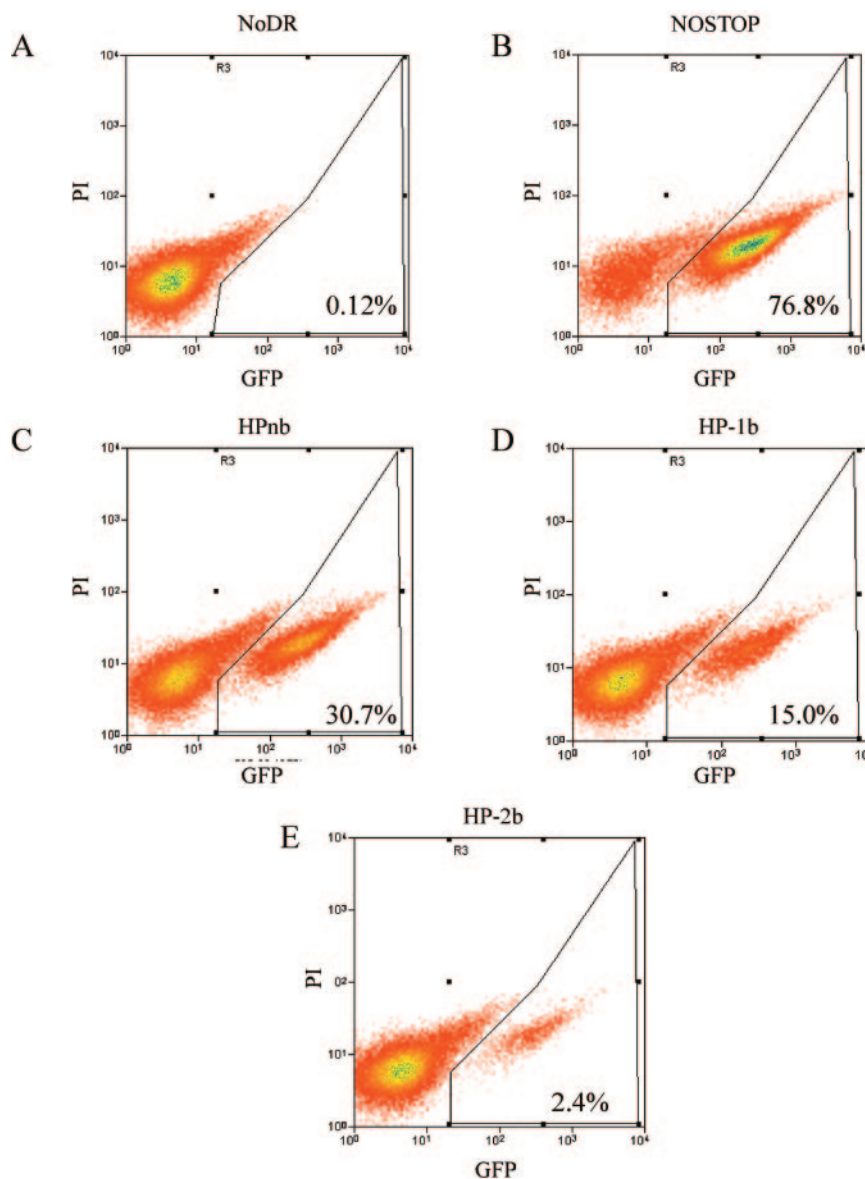 A
NoDR
10⁴
10³
10²
10¹
10⁰
PI
R3
0.12%
10⁰ 10¹ 10² 10³ 10⁴
GFP
B
NOSTOP
10⁴
10³
10²
10¹
10⁰
PI
R3
76.8%
10⁰ 10¹ 10² 10³ 10⁴
GFP
C
HPnb
10⁴
10³
10²
10¹
10⁰
PI
R3
30.7%
10⁰ 10¹ 10² 10³ 10⁴
GFP
D
HP-1b
10⁴
10³
10²
10¹
10⁰
PI
R3
15.0%
10⁰ 10¹ 10² 10³ 10
GFP
E
HP-2b
10⁴
10³
10²
10¹
10⁰
PI
R3
2.4%
10⁰ 10¹ 10² 10³ 10⁴
GFP